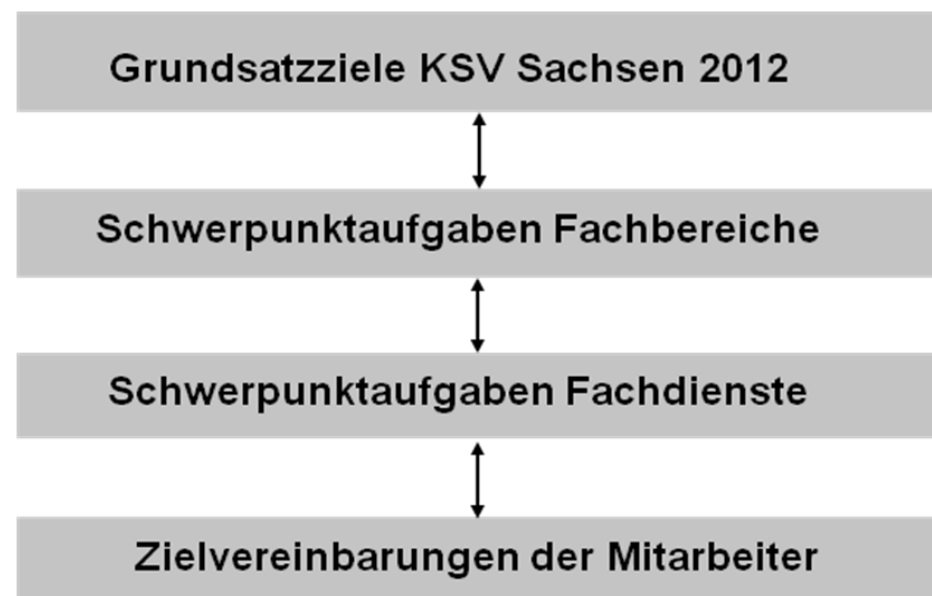 Grundsatzziele KSV Sachsen 2012
Schwerpunktaufgaben Fachbereiche
Schwerpunktaufgaben Fachdienste
Zielvereinbarungen der Mitarbeiter